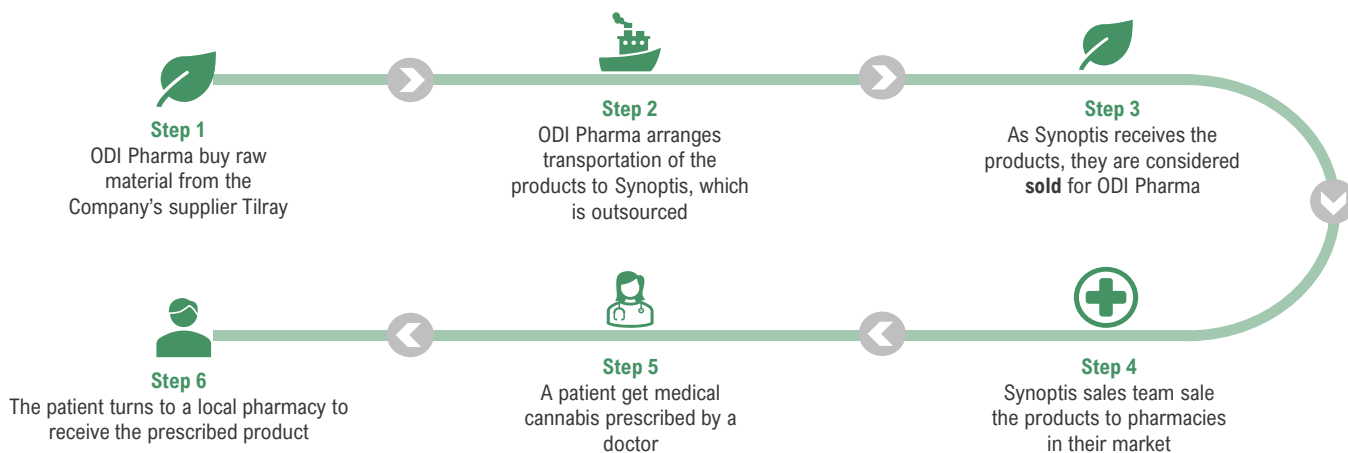 Step 1
ODI Pharma buy raw
material from the
Company's supplier Tilray
Step 2
ODI Pharma arranges
transportation of the
products to Synoptis, which
is outsourced
Step 3
As Synoptis receives the
products, they are considered
sold for ODI Pharma
Step 4
Synoptis sales team sale
the products to pharmacies
in their market
Step 5
A patient get medical
cannabis prescribed by a
doctor
Step 6
The patient turns to a local pharmacy to
receive the prescribed product